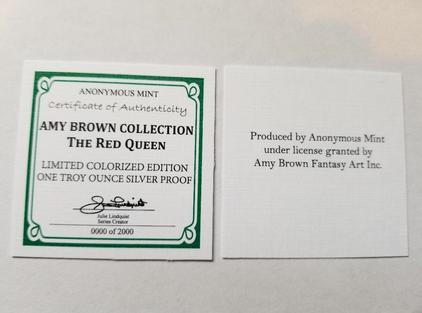 ANONYMOUS MINT
Certificate of Authenticity
AMY BROWN COLLECTION
THE RED QUEEN
LIMITED COLORIZED EDITION
ONE TROY OUNCE SILVER PROOF
Julie Lindquist
Series Creator
0000 of 2000
Produced by Anonymous Mint
under license granted by
Amy Brown Fantasy Art Inc.